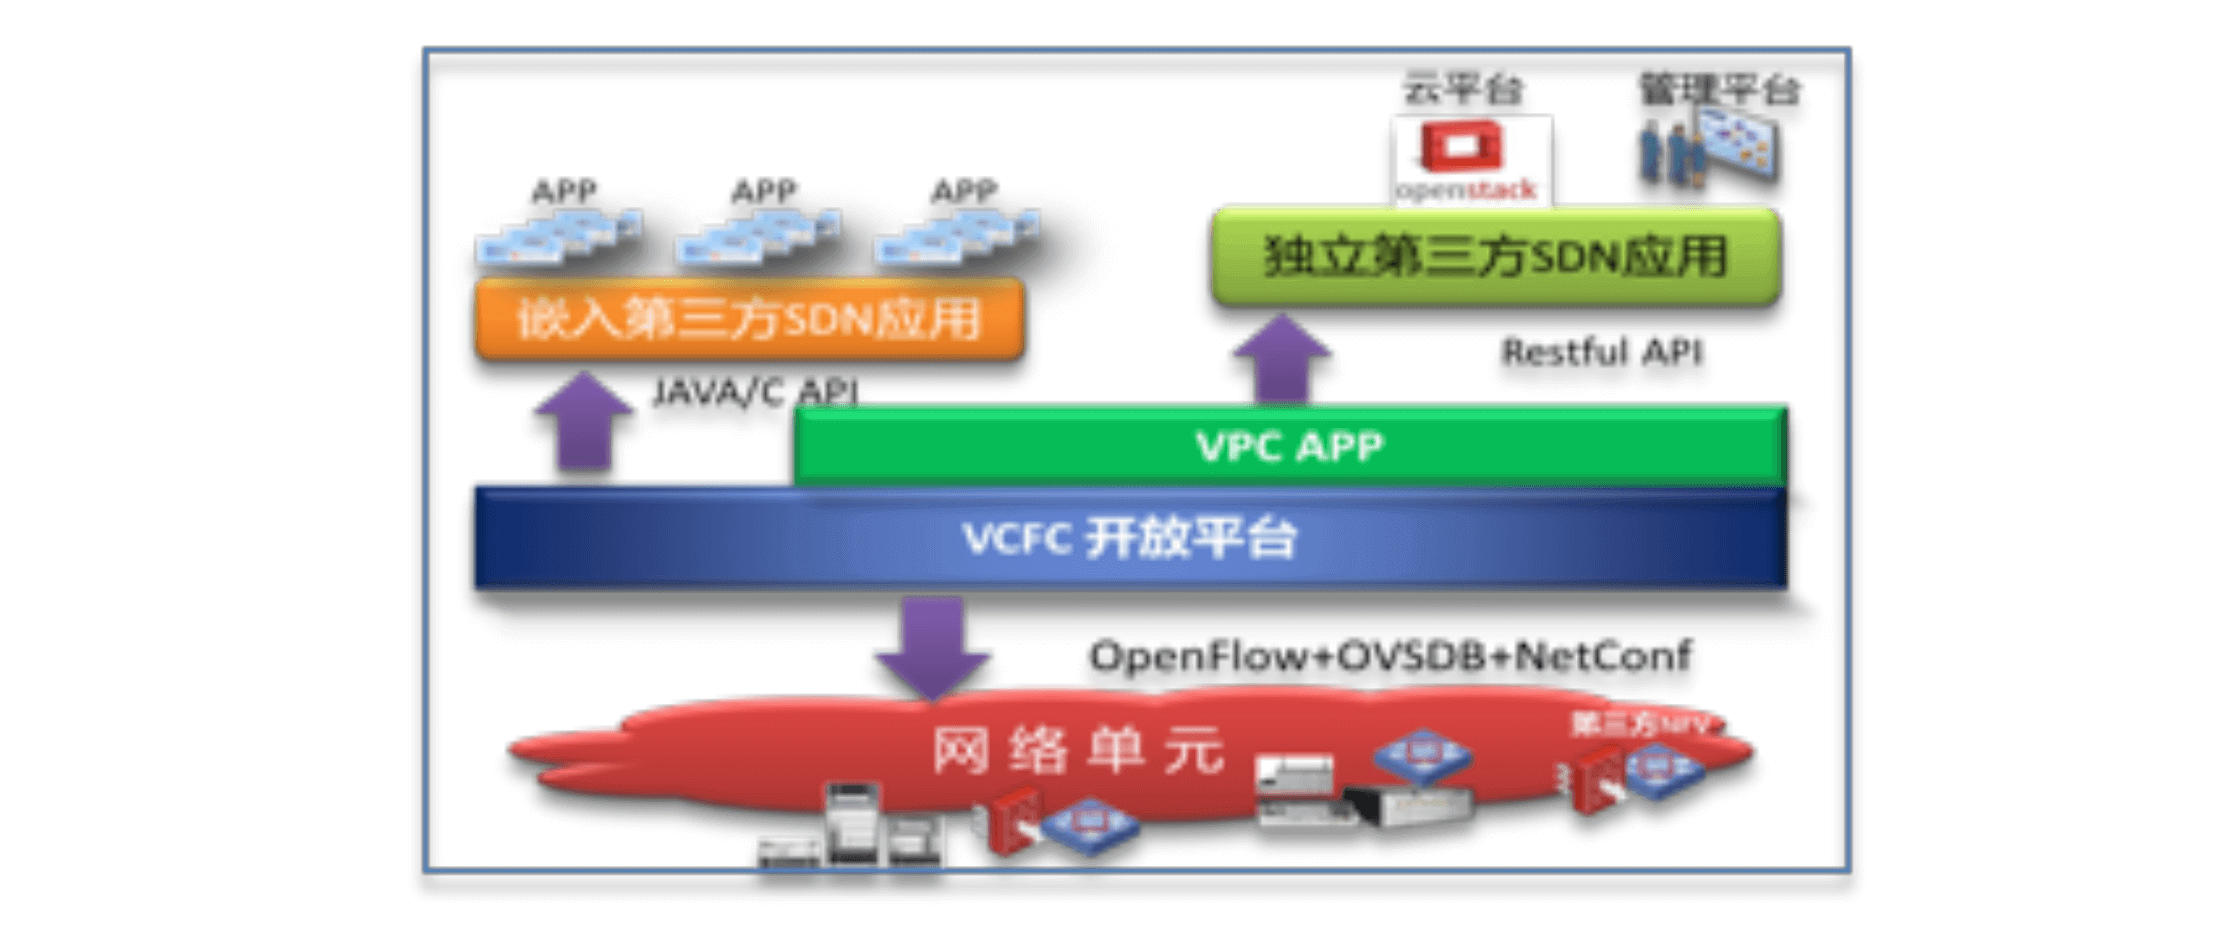 云平台
管理平台
openstack
APP
APP
APP
独立第三方SDN应用
嵌入第三方SDN应用
Restful API
JAVA/C API
VPC APP
VCFC 开放平台
OpenFlow+OVSDB+NetConf
第三方NFV
网络单元